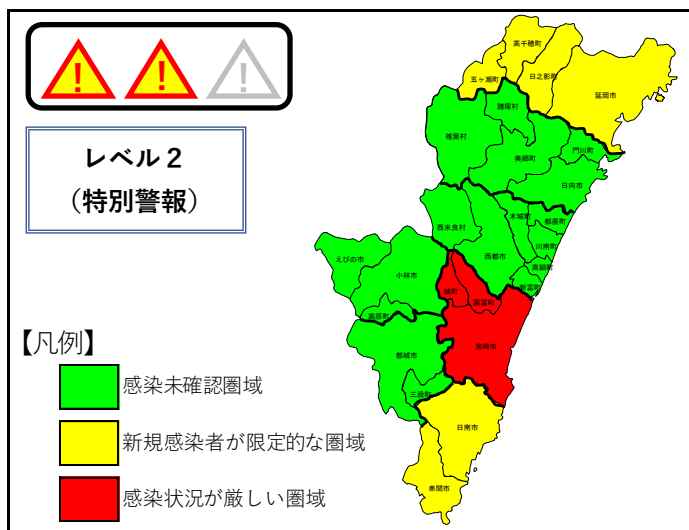 ! ! !
レベル2
（特別警報）
高千穂町
五ヶ瀬町
日之影町
延岡市
諸塚村
椎葉村
美郷町
門川町
日向市
西米良村
木城町
都農町
西都市
川南町
高鍋町
新富町
えびの市
小林市
綾町
国富町
高原町
宮崎市
都城市
三股町
日南市
串間市
【凡例】
感染未確認圏域
新規感染者が限定的な圏域
感染状況が厳しい圏域